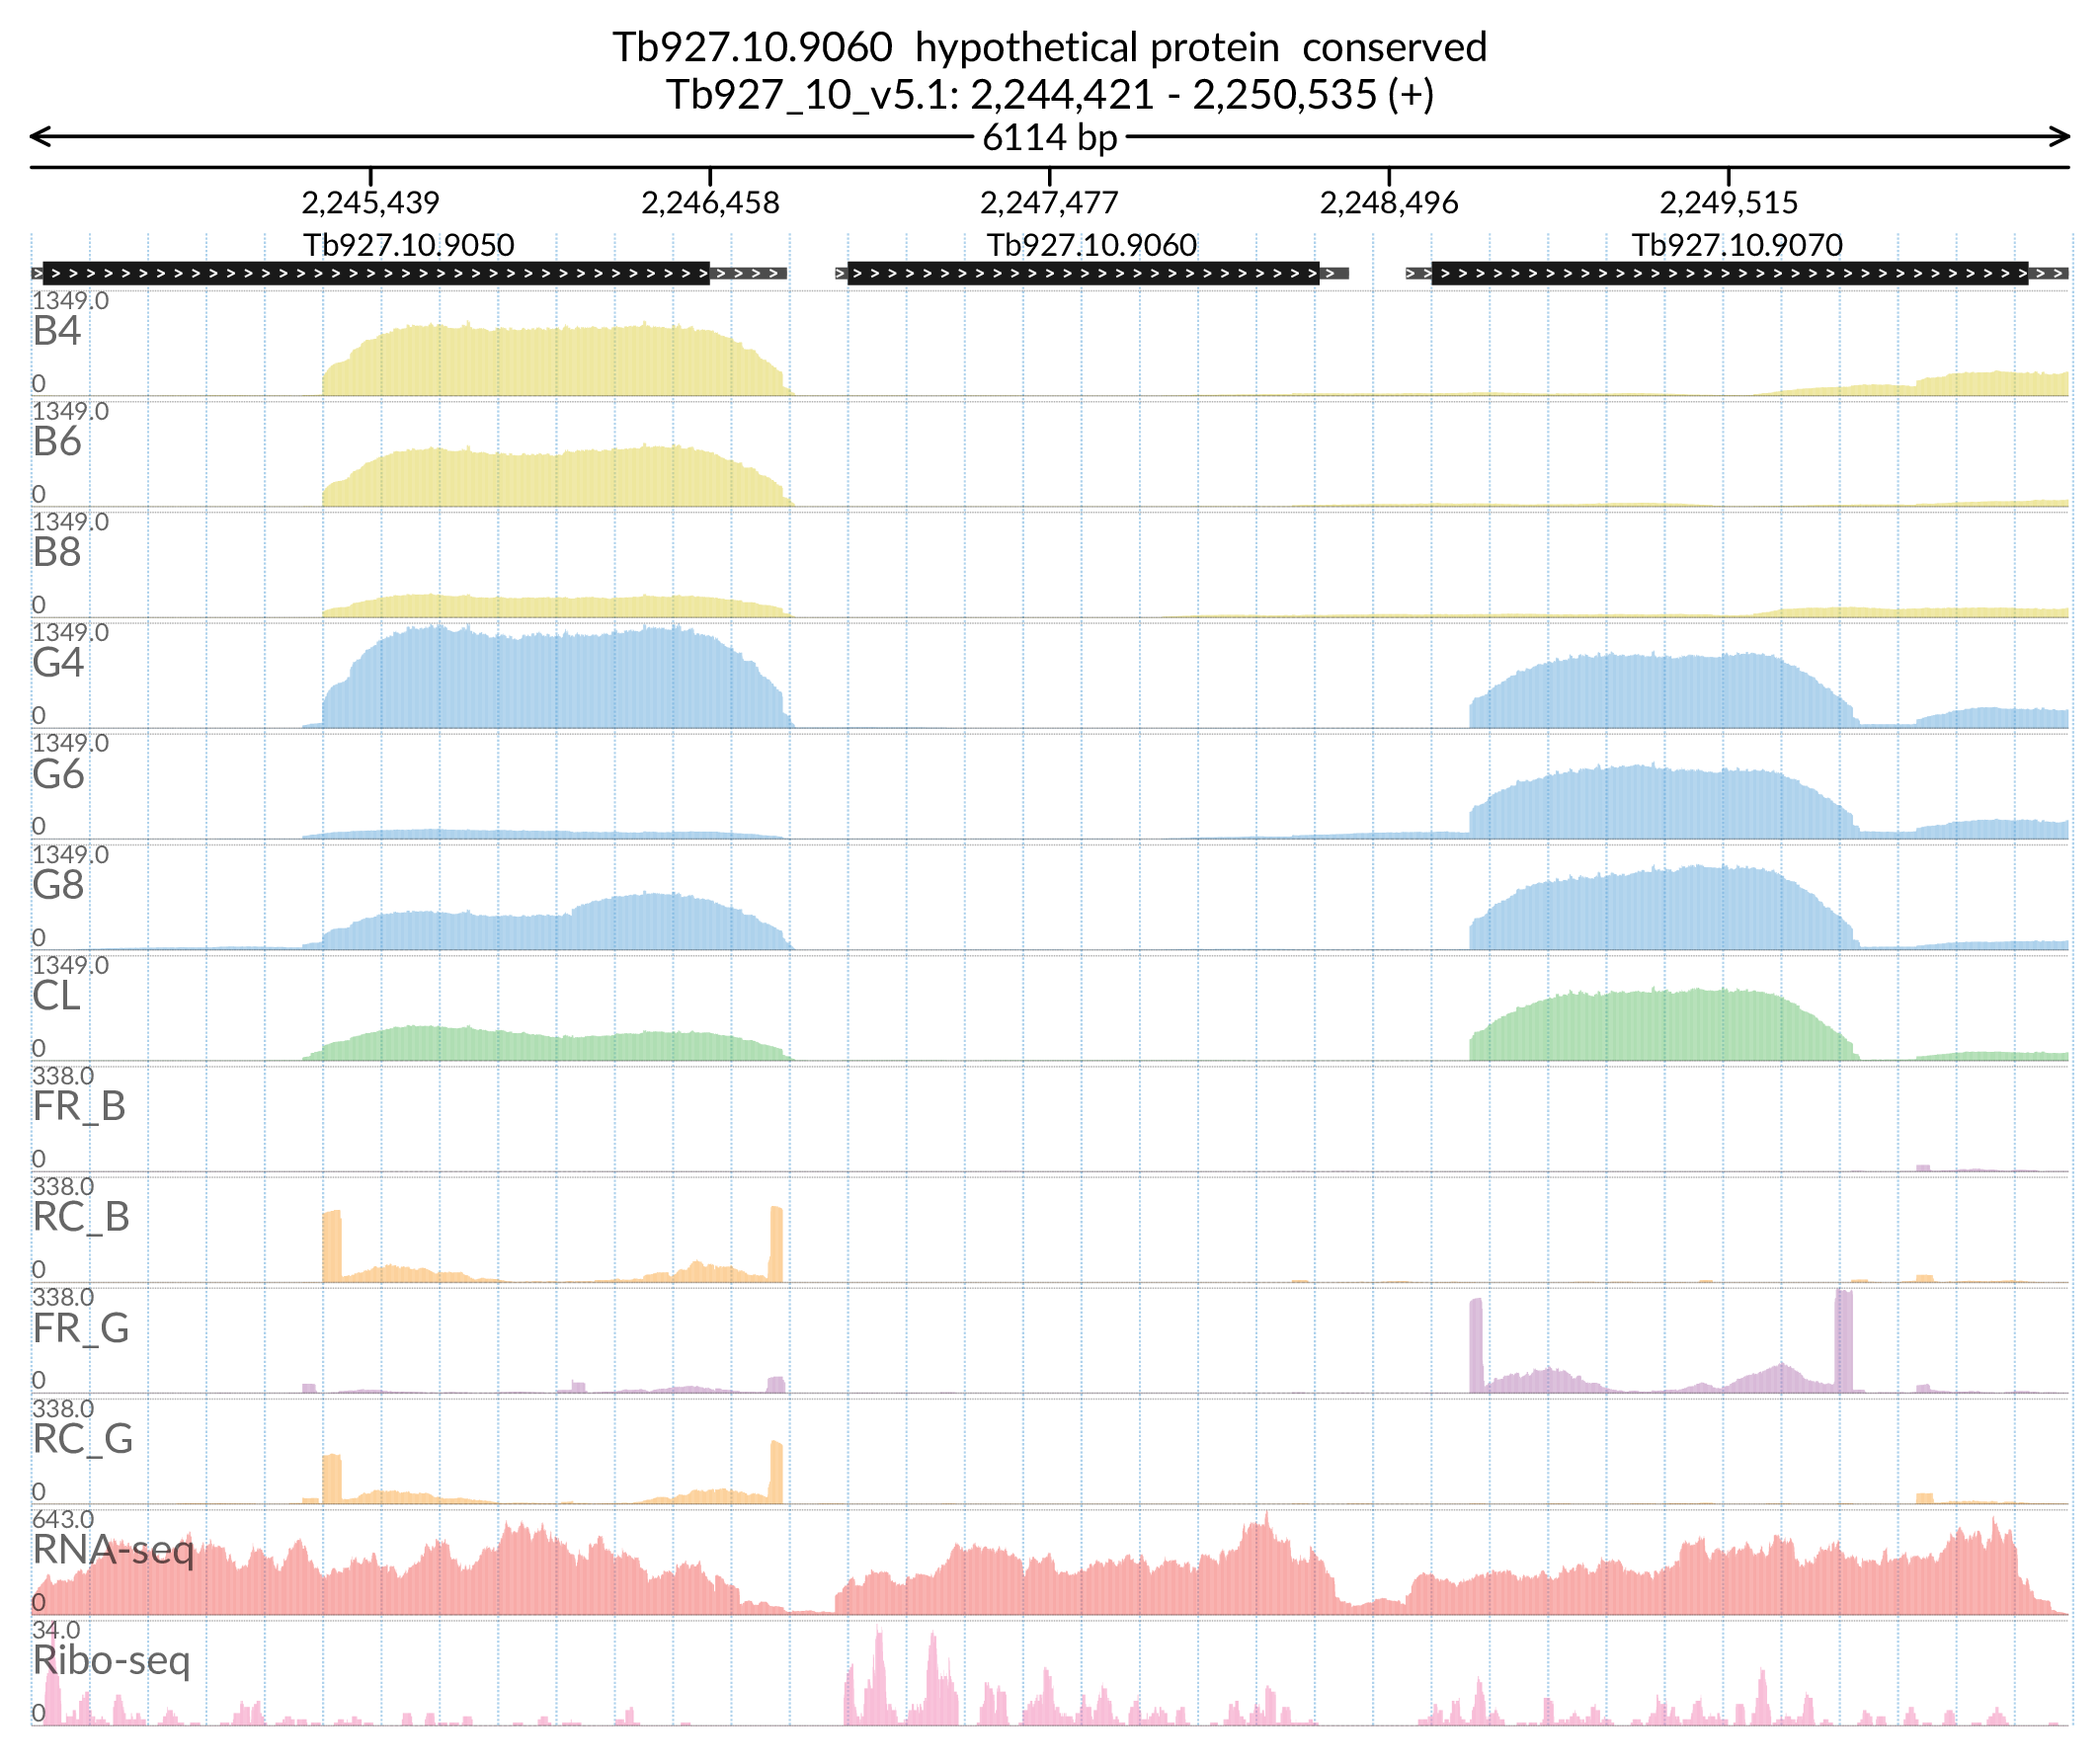 Tb927.10.9060  hypothetical protein  conserved
Tb927_10_v5.1: 2,244,421 - 2,250,535 (+)
6114 bp
2,245,439 2,246,458 2,247,477 2,248,496 2,249,515
Tb927.10.9050 Tb927.10.9060 Tb927.10.9070
1349.0
B4
0
1349.0
B6
0
1349.0
B8
0
1349.0
G4
0
1349.0
G6
0
1349.0
G8
0
1349.0
CL
0
338.0
FR_B
0
338.0
RC_B
0
338.0
FR_G
0
338.0
RC_G
0
643.0
RNA-seq
0
34.0
Ribo-seq
0